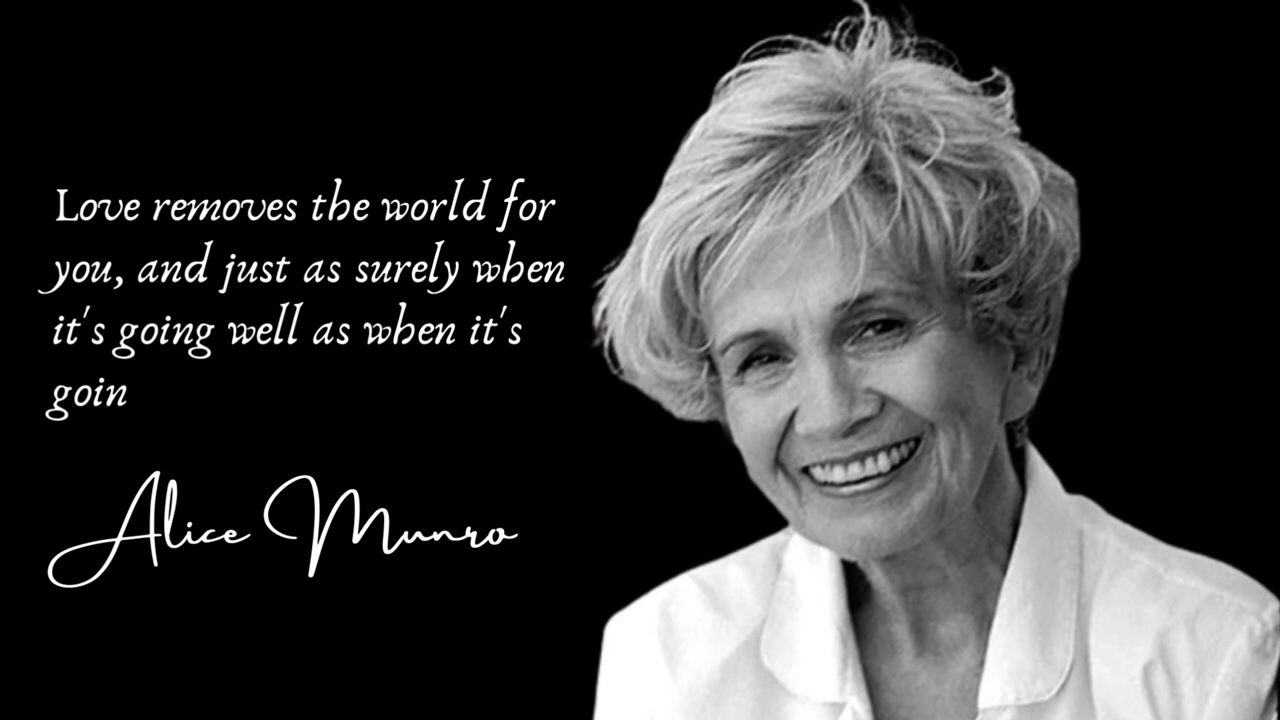 Love removes the world for
you, and just as surely when
it's going well as when it's
goin
Alice Munro